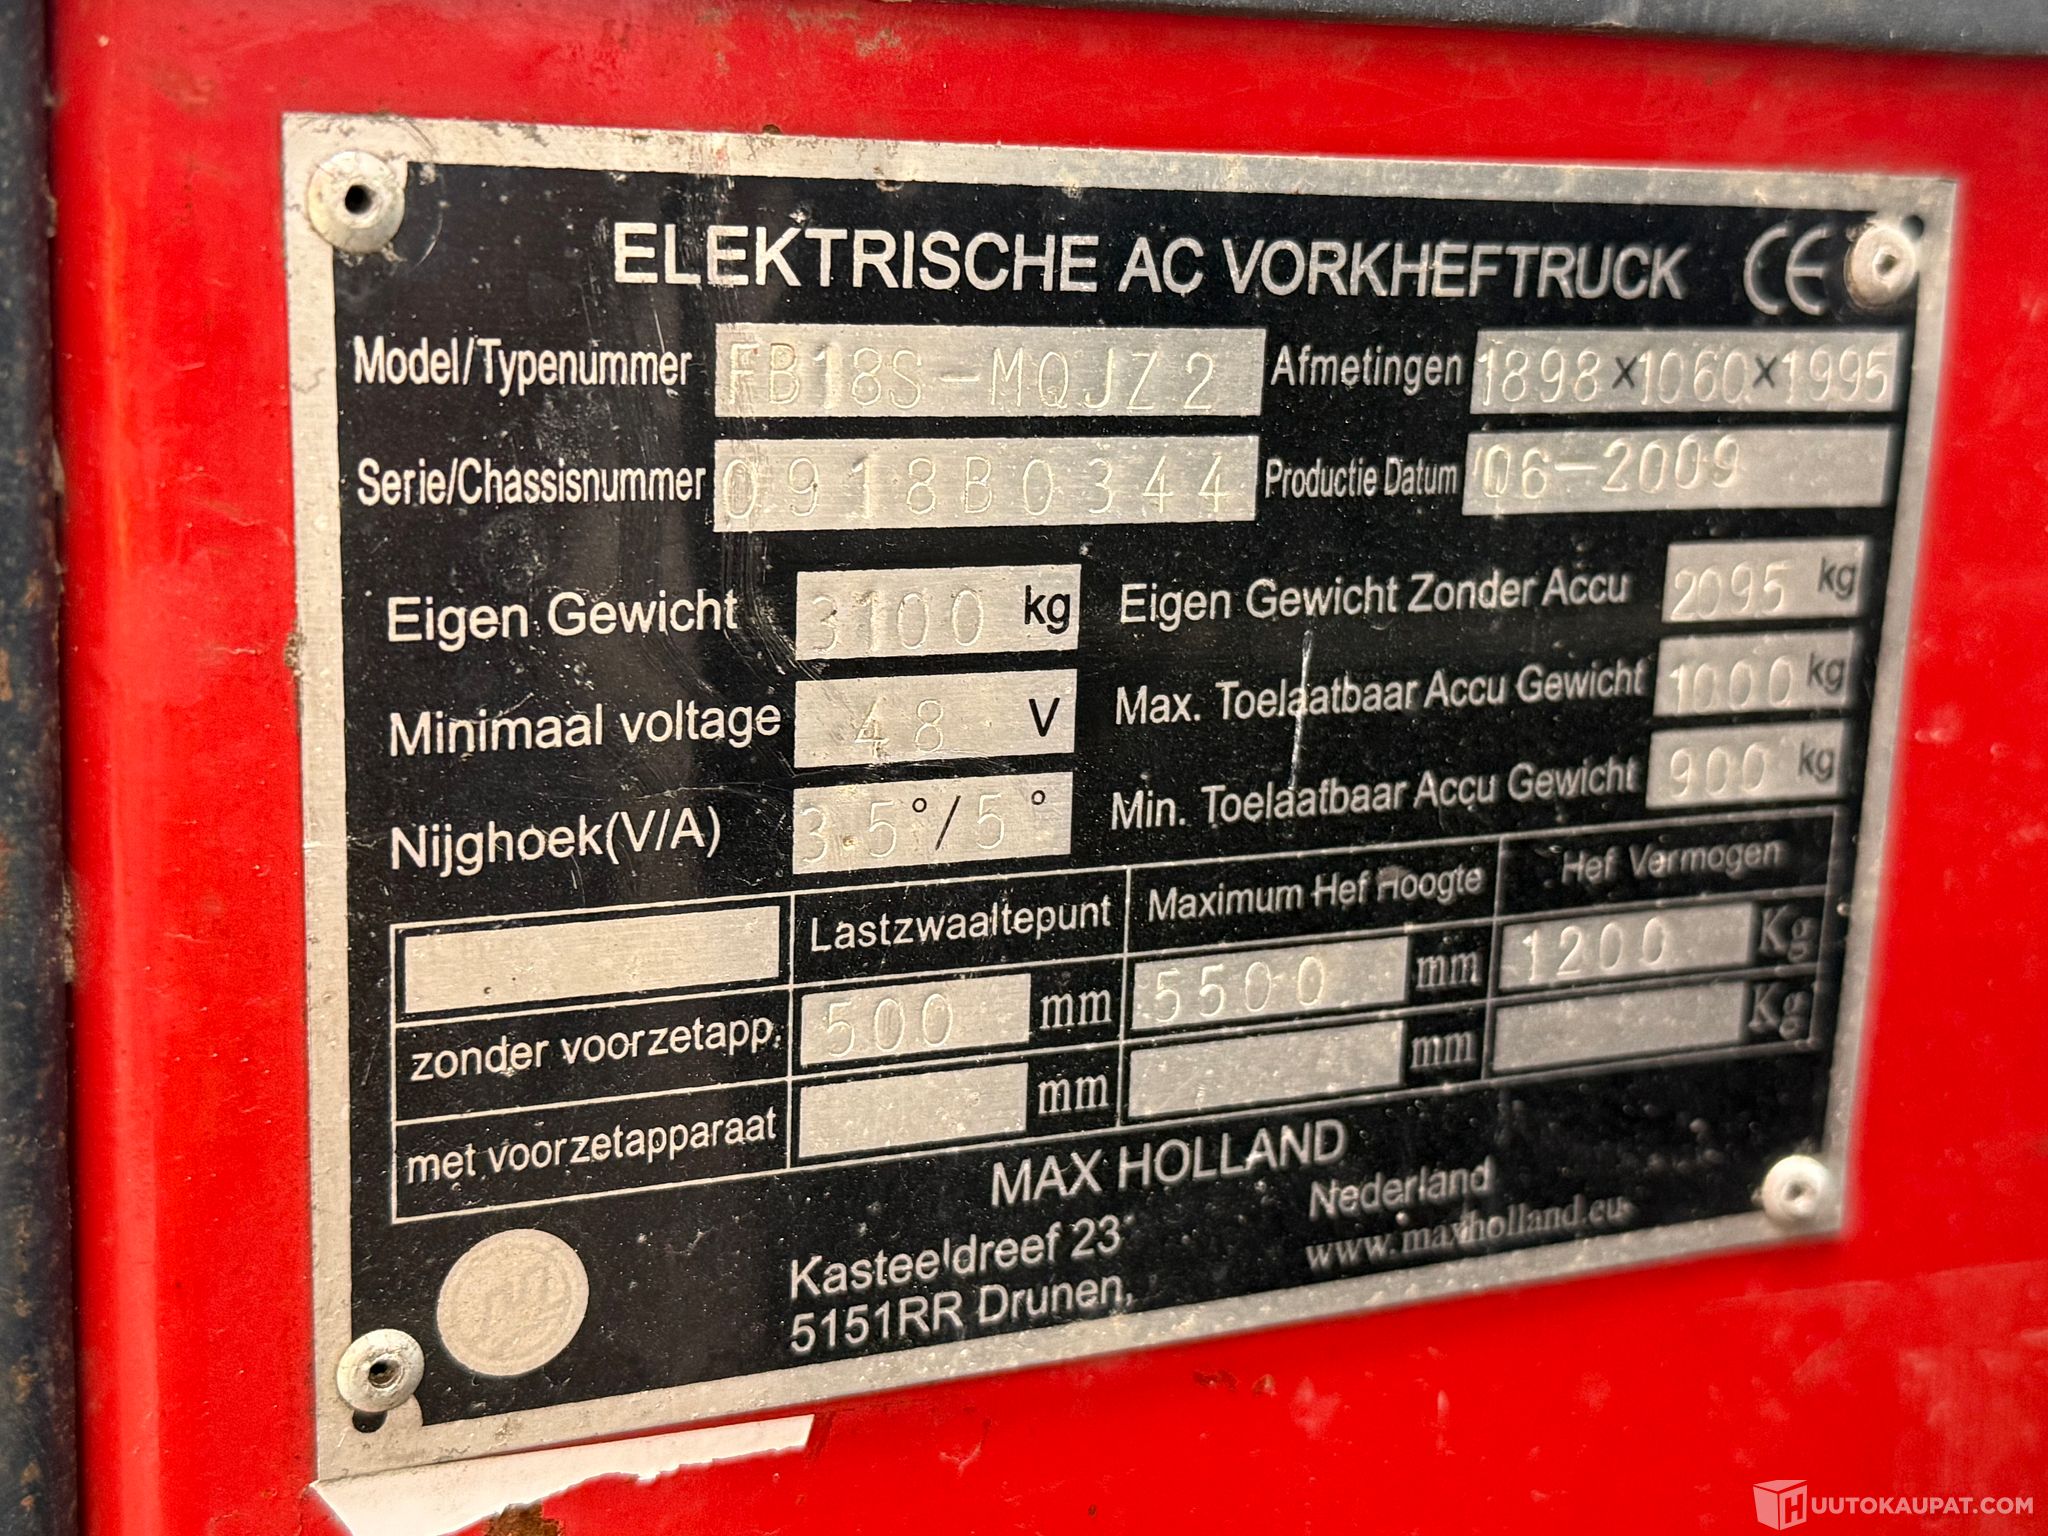 ELEKTRISCHE AC VORKHEFTRUCK CE
Model/Typenummer FB18S-MQJZ2 Afmetingen 1898x1060x1995
Serie/Chassisnummer 0918B0344 Productie Datum 06-2009
Eigen Gewicht 3100 kg Eigen Gewicht Zonder Accu 2095 kg
Minimaal voltage 48 V Max. Toelaatbaar Accu Gewicht 1000 kg
Nijghoek(V/A) 3.5°/5° Min. Toelaatbaar Accu Gewicht 900 kg
Lastzwaaltepunt Maximum Hef Hoogte Hef Vermogen
zonder voorzetapp. 500 mm 5500 mm 1200 Kg
met voorzetapparaat mm mm Kg
MAX HOLLAND
Kasteeldreef 23 Nederland
5151RR Drunen, www.maxholland.eu
HUUTOKAUPAT.COM